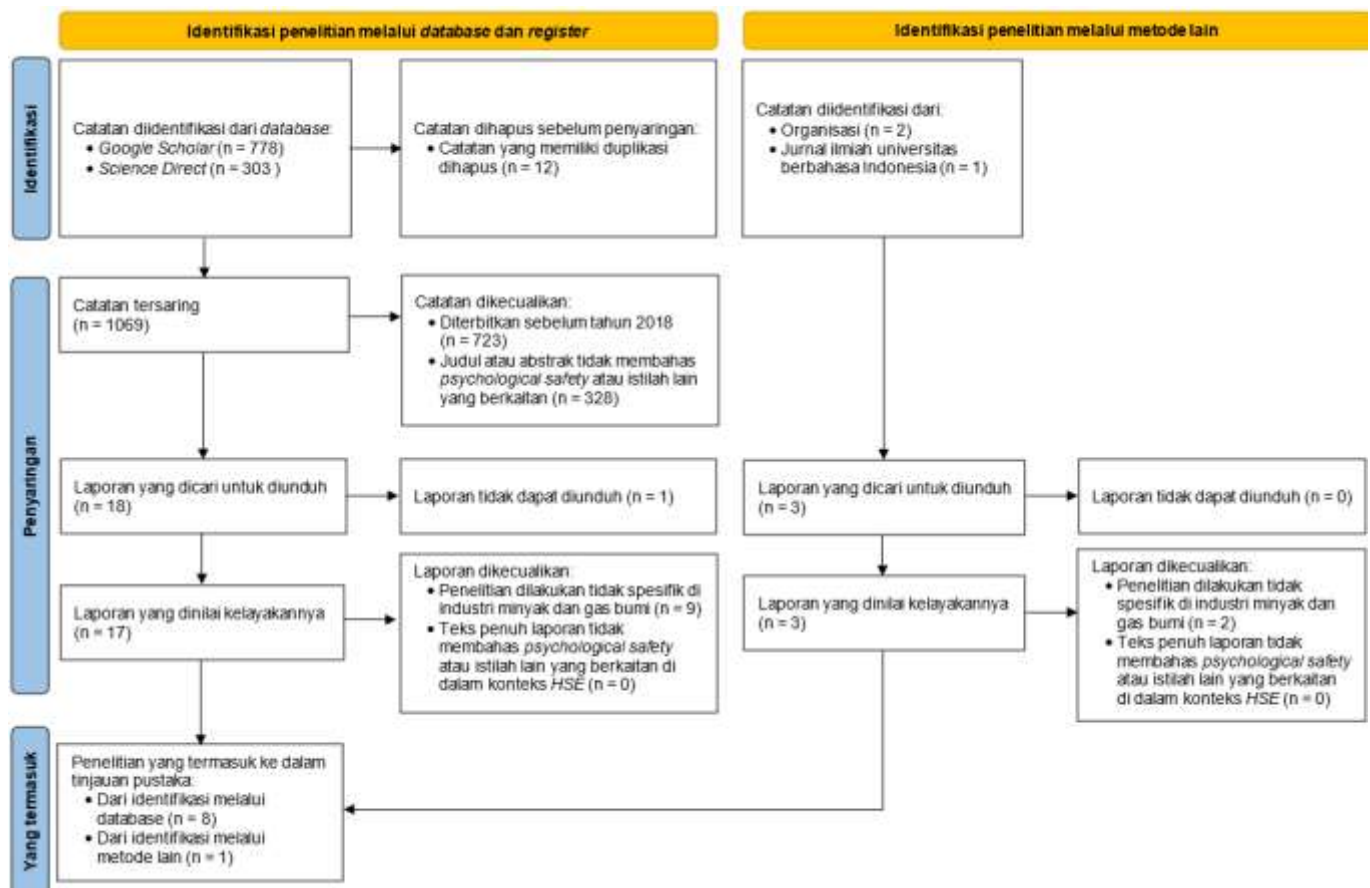 Identifikasi penelitian melalui database dan register
Identifikasi penelitian melalui metode lain
Identifikasi
Catatan diidentifikasi dari database:
• Google Scholar (n = 778)
• Science Direct (n = 303 )
Catatan dihapus sebelum penyaringan:
• Catatan yang memiliki duplikasi
dihapus (n = 12)
Catatan diidentifikasi dari:
• Organisasi (n = 2)
• Jurnal ilmiah universitas
berbahasa Indonesia (n = 1)
Penyaringan
Catatan tersaring
(n = 1069)
Catatan dikecualikan:
• Diterbitkan sebelum tahun 2018
(n = 723)
• Judul atau abstrak tidak membahas
psychological safety atau istilah lain
yang berkaitan (n = 328)
Laporan yang dicari untuk diunduh
(n = 18)
Laporan tidak dapat diunduh (n = 1)
Laporan yang dicari untuk diunduh
(n = 3)
Laporan tidak dapat diunduh (n = 0)
Laporan yang dinilai kelayakannya
(n = 17)
Laporan dikecualikan:
• Penelitian dilakukan tidak spesifik di
industri minyak dan gas bumi (n = 9)
• Teks penuh laporan tidak
membahas psychological safety
atau istilah lain yang berkaitan di
dalam konteks HSE (n = 0)
Laporan yang dinilai kelayakannya
(n = 3)
Laporan dikecualikan:
• Penelitian dilakukan tidak
spesifik di industri minyak dan
gas bumi (n = 2)
• Teks penuh laporan tidak
membahas psychological safety
atau istilah lain yang berkaitan
di dalam konteks HSE (n = 0)
Yang termasuk
Penelitian yang termasuk ke dalam
tinjauan pustaka:
• Dari identifikasi melalui
database (n = 8)
• Dari identifikasi melalui
metode lain (n = 1)